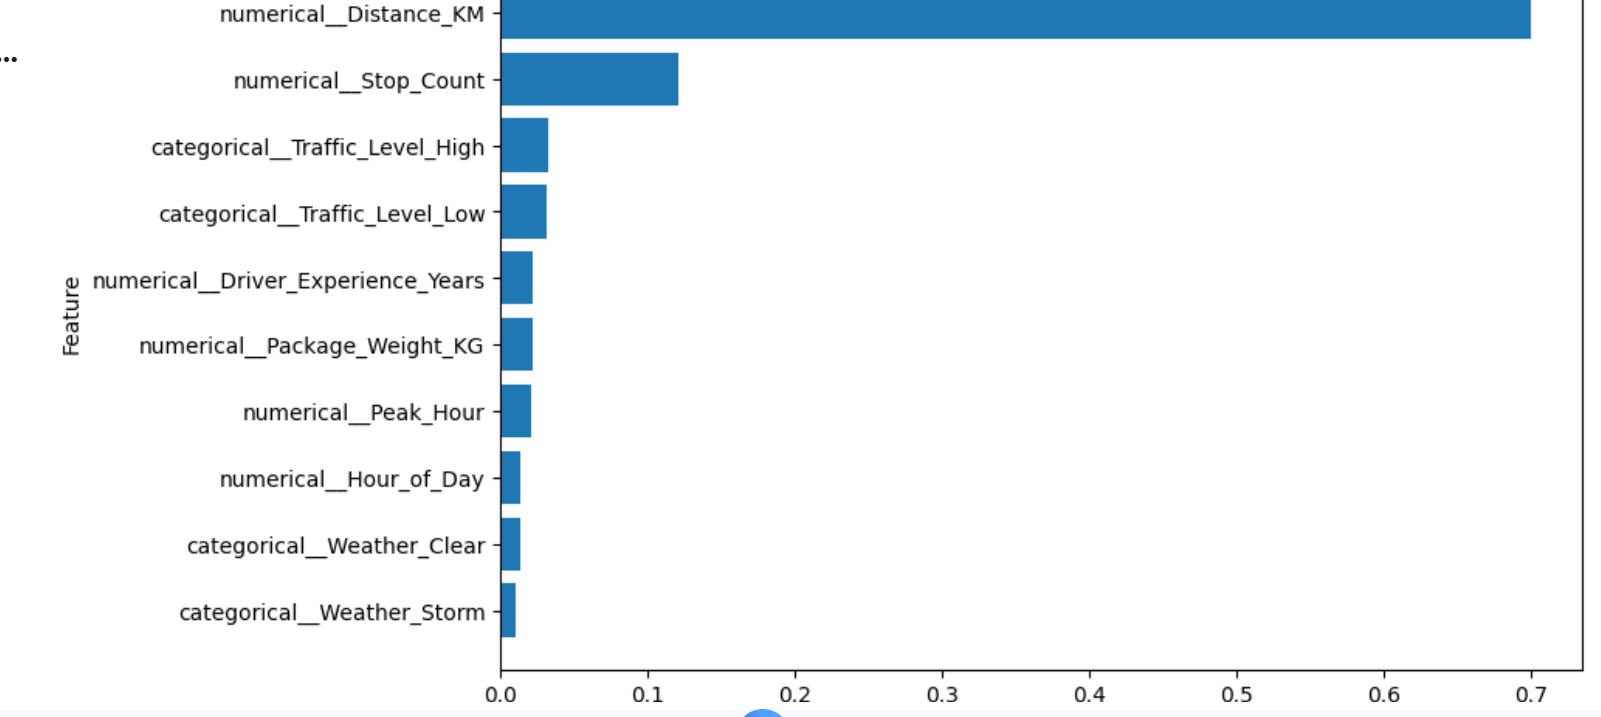 numerical__Distance_KM
...
numerical__Stop_Count
categorical__Traffic_Level_High
categorical__Traffic_Level_Low
numerical__Driver_Experience_Years
Feature
numerical__Package_Weight_KG
numerical__Peak_Hour
numerical__Hour_of_Day
categorical__Weather_Clear
categorical__Weather_Storm
0.0 0.1 0.2 0.3 0.4 0.5 0.6 0.7